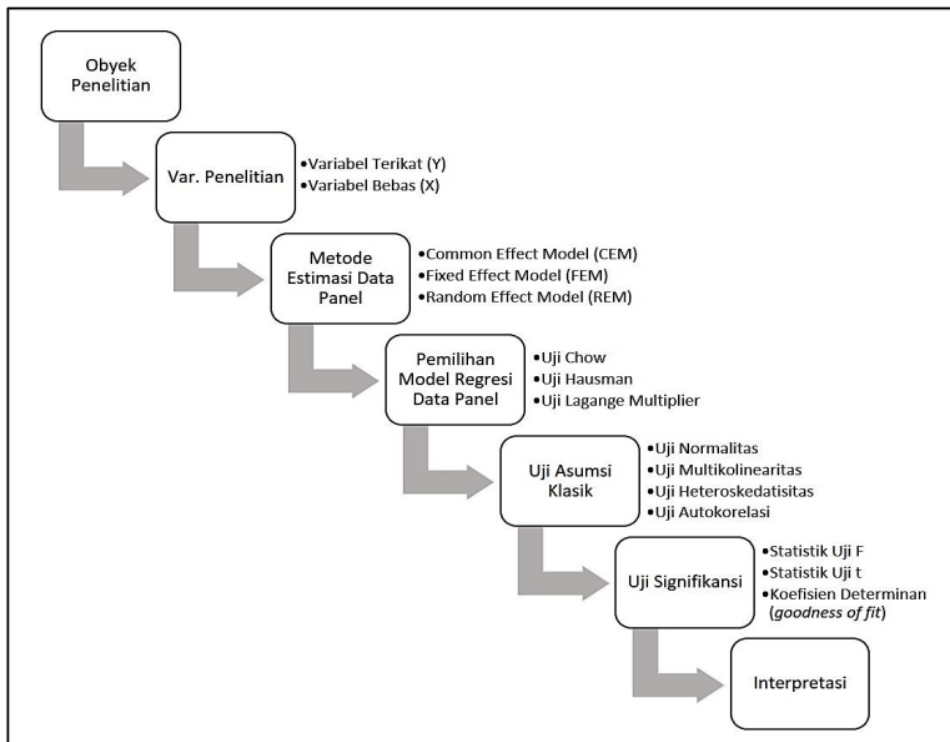 Obyek
Penelitian
Var. Penelitian
•Variabel Terikat (Y)
•Variabel Bebas (X)
Metode
Estimasi Data
Panel
•Common Effect Model (CEM)
•Fixed Effect Model (FEM)
•Random Effect Model (REM)
Pemilihan
Model Regresi
Data Panel
•Uji Chow
•Uji Hausman
•Uji Lagange Multiplier
Uji Asumsi
Klasik
•Uji Normalitas
•Uji Multikolinearitas
•Uji Heteroskedatisitas
•Uji Autokorelasi
Uji Signifikansi
•Statistik Uji F
•Statistik Uji t
•Koefisien Determinan
(goodness of fit)
Interpretasi